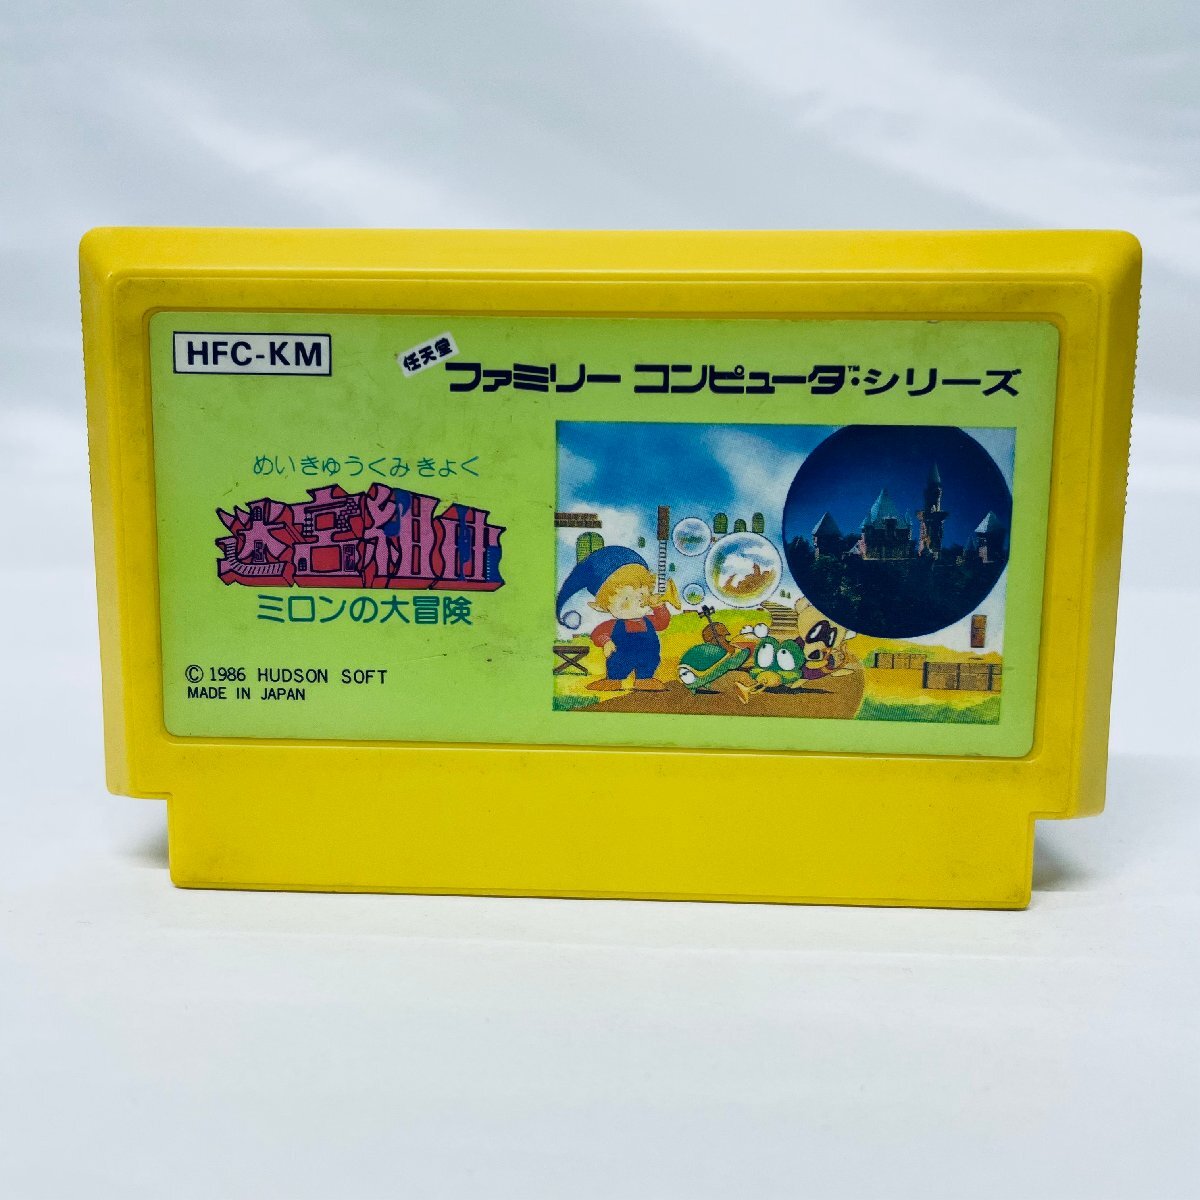 HFC-KM
任天堂
ファミリー コンピュータ™・シリーズ
めいきゅうくみきょく
迷宮組曲
ミロンの大冒険
© 1986 HUDSON SOFT
MADE IN JAPAN